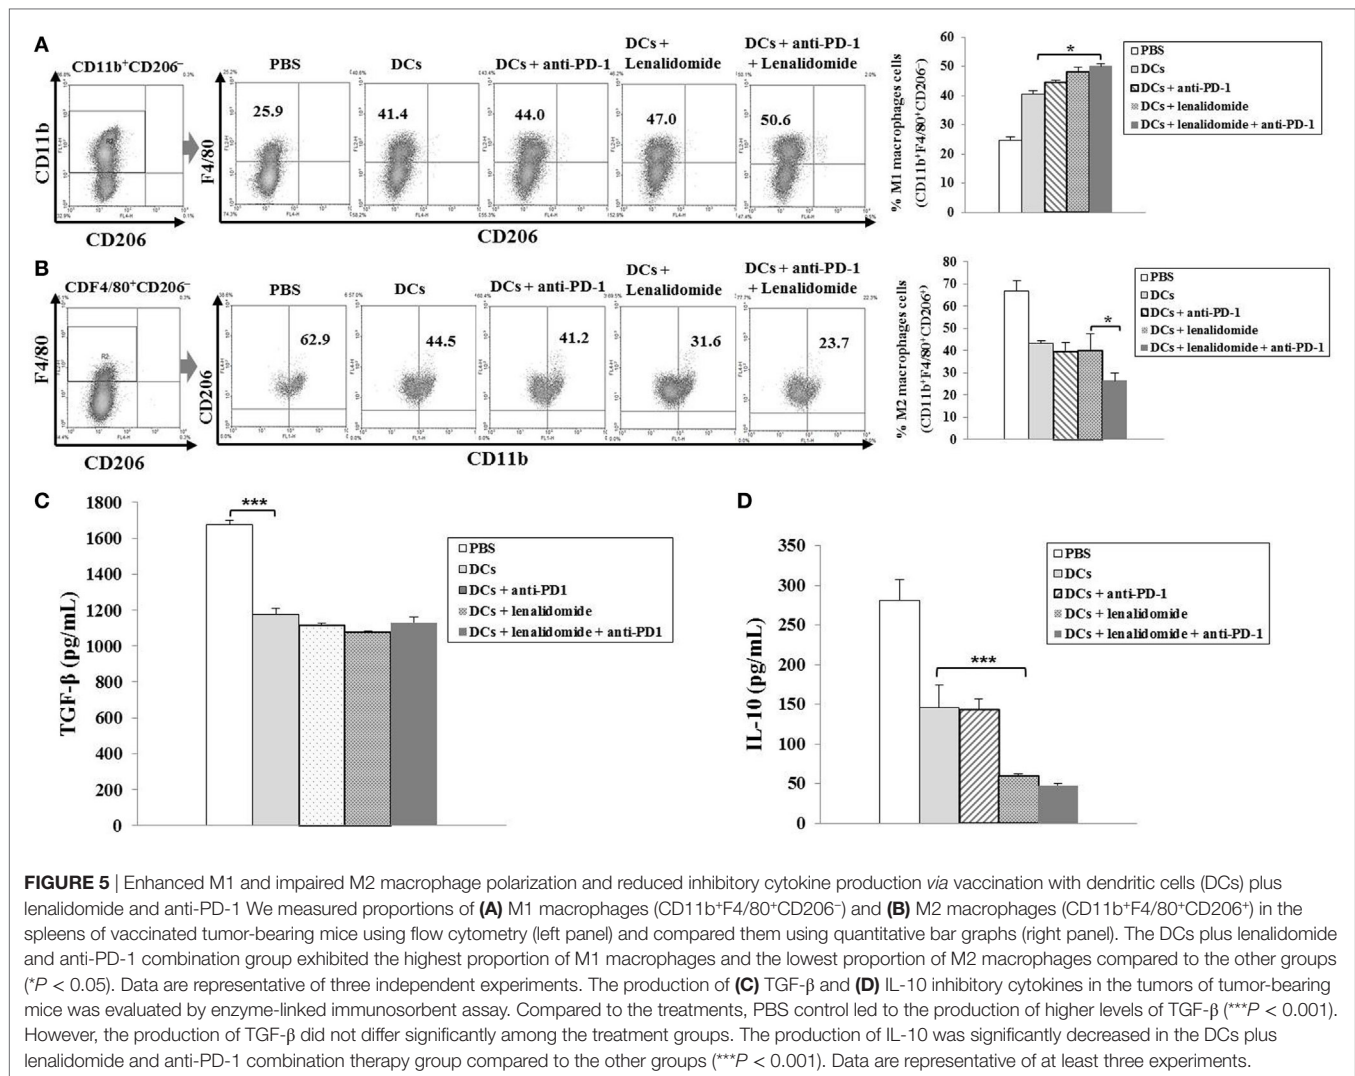 A
CD11b⁺CD206⁻
PBS
DCs
DCs + anti-PD-1
DCs +
Lenalidomide
DCs + anti-PD-1
+ Lenalidomide
CD11b
F4/80
25.9
41.4
44.0
47.0
50.6
CD206
CD206
% M1 macrophages cells
(CD11b⁺F4/80⁺CD206⁻)
60
50
40
30
20
10
0
*
PBS
DCs
DCs + anti-PD-1
DCs + lenalidomide
DCs + lenalidomide + anti-PD-1
B
CDF4/80⁺CD206⁻
PBS
DCs
DCs + anti-PD-1
DCs +
Lenalidomide
DCs + anti-PD-1
+ Lenalidomide
F4/80
R2
CD206
62.9
44.5
41.2
31.6
23.7
CD206
CD11b
% M2 macrophages cells
(CD11b⁺F4/80⁺CD206⁺)
80
70
60
50
40
30
20
10
0
*
PBS
DCs
DCs + anti-PD-1
DCs + lenalidomide
DCs + lenalidomide + anti-PD-1
C
TGF-β (pg/mL)
1800
1600
1400
1200
1000
800
600
400
200
0
***
PBS
DCs
DCs + anti-PD1
DCs + lenalidomide
DCs + lenalidomide + anti-PD1
D
IL-10 (pg/mL)
350
300
250
200
150
100
50
0
***
PBS
DCs
DCs + anti-PD-1
DCs + lenalidomide
DCs + lenalidomide + anti-PD-1
FIGURE 5 | Enhanced M1 and impaired M2 macrophage polarization and reduced inhibitory cytokine production via vaccination with dendritic cells (DCs) plus
lenalidomide and anti-PD-1 We measured proportions of (A) M1 macrophages (CD11b⁺F4/80⁺CD206⁻) and (B) M2 macrophages (CD11b⁺F4/80⁺CD206⁺) in the
spleens of vaccinated tumor-bearing mice using flow cytometry (left panel) and compared them using quantitative bar graphs (right panel). The DCs plus lenalidomide
and anti-PD-1 combination group exhibited the highest proportion of M1 macrophages and the lowest proportion of M2 macrophages compared to the other groups
(*P < 0.05). Data are representative of three independent experiments. The production of (C) TGF-β and (D) IL-10 inhibitory cytokines in the tumors of tumor-bearing
mice was evaluated by enzyme-linked immunosorbent assay. Compared to the treatments, PBS control led to the production of higher levels of TGF-β (***P < 0.001).
However, the production of TGF-β did not differ significantly among the treatment groups. The production of IL-10 was significantly decreased in the DCs plus
lenalidomide and anti-PD-1 combination therapy group compared to the other groups (***P < 0.001). Data are representative of at least three experiments.